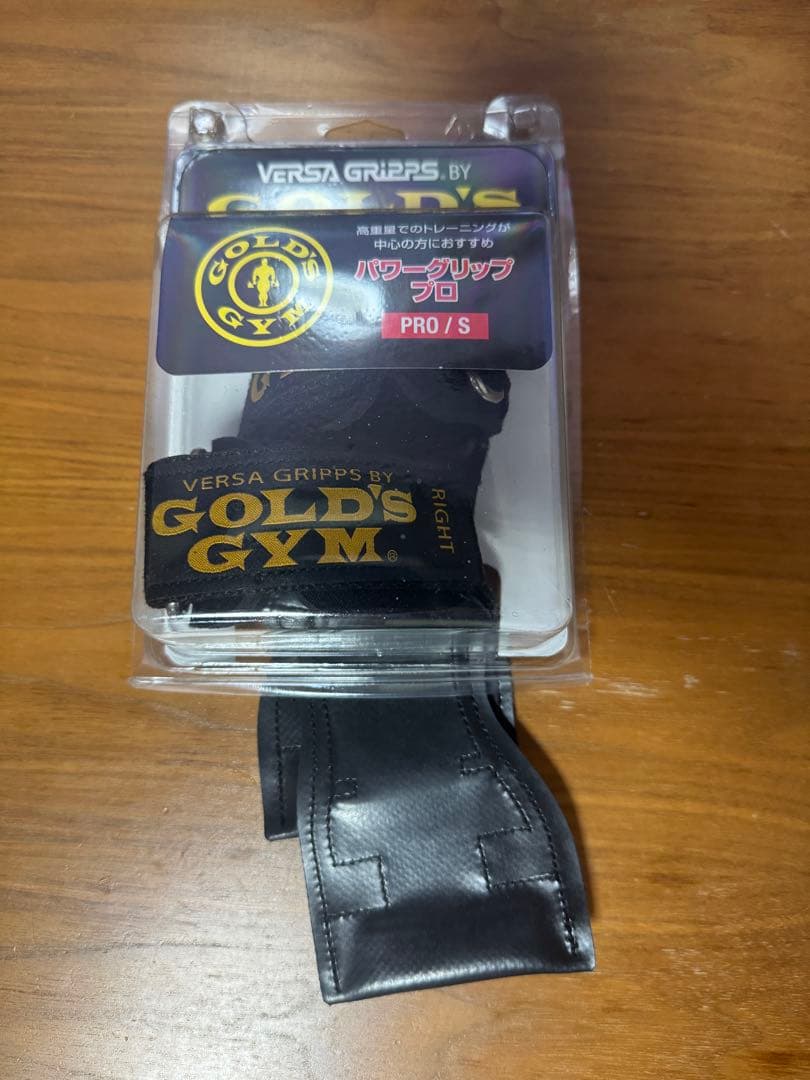 VERSA GRIPPS® BY
GOLD'S
高重量でのトレーニングが
中心の方におすすめ
パワーグリップ
プロ
PRO / S
GOLD'S
GYM
VERSA GRIPPS BY
GOLD'S
GYM®
RIGHT